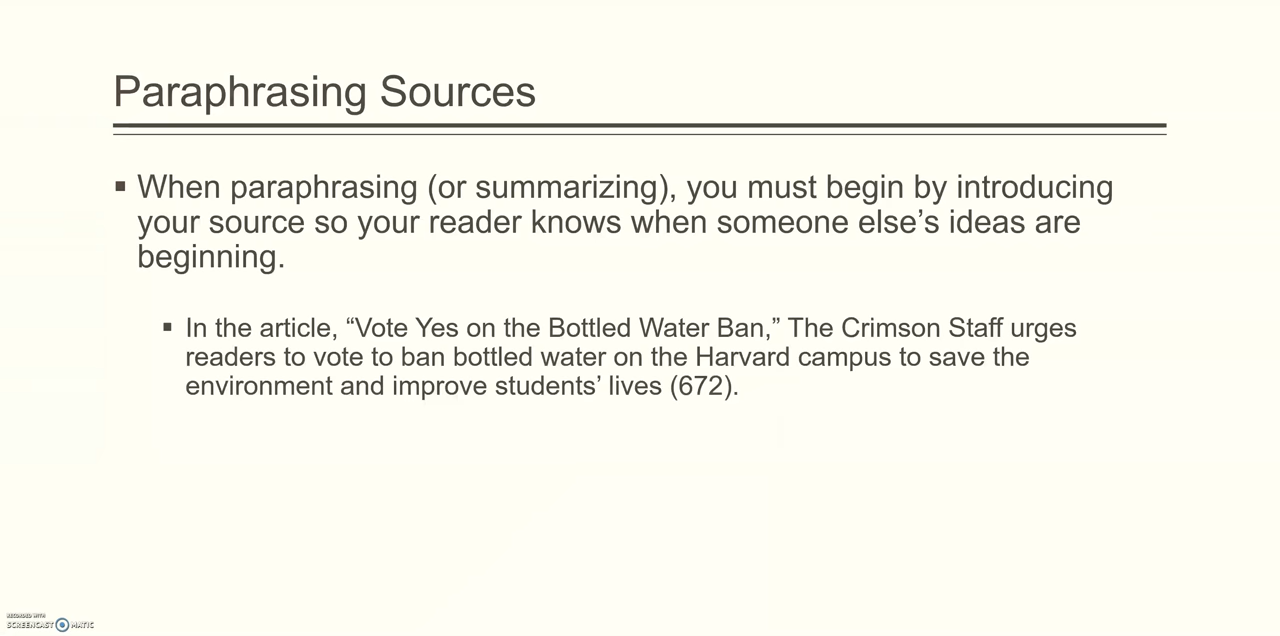 Paraphrasing Sources
▪ When paraphrasing (or summarizing), you must begin by introducing
your source so your reader knows when someone else’s ideas are
beginning.
▪ In the article, “Vote Yes on the Bottled Water Ban,” The Crimson Staff urges
readers to vote to ban bottled water on the Harvard campus to save the
environment and improve students’ lives (672).
RECORDED WITH
SCREENCAST MATIC